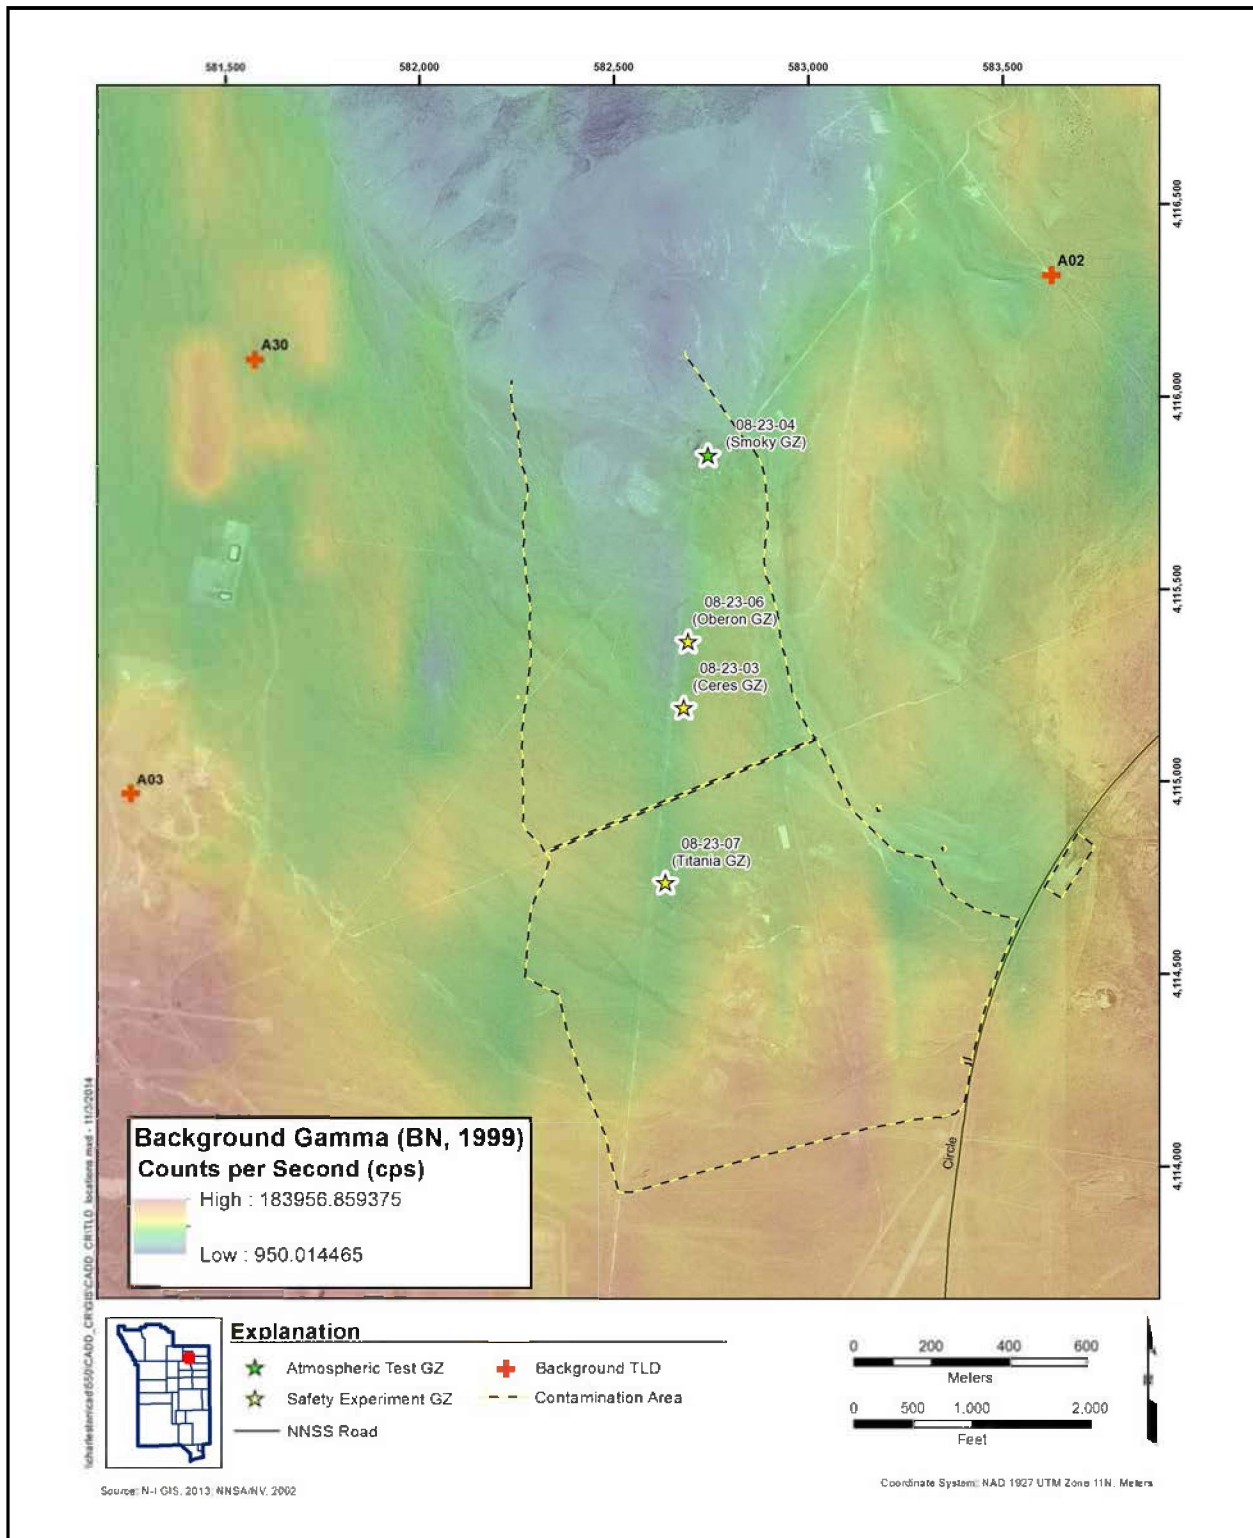 581,500
582,000
582,500
583,000
583,500
4,116,500
A02
A30
4,116,000
08-23-04
(Smoky GZ)
4,115,500
08-23-06
(Oberon GZ)
08-23-03
(Ceres GZ)
A03
4,115,000
08-23-07
(Titania GZ)
4,114,500
4,114,000
Circle
Background Gamma (BN, 1999)
Counts per Second (cps)
High : 183956.859375
Low : 950.014465
Explanation
Atmospheric Test GZ
Background TLD
Safety Experiment GZ
Contamination Area
NNSS Road
0 200 400 600
Meters
0 500 1,000 2,000
Feet
Source: N-I GIS, 2013; NNSA/NV, 2002
Coordinate System: NAD 1927 UTM Zone 11N, Meters